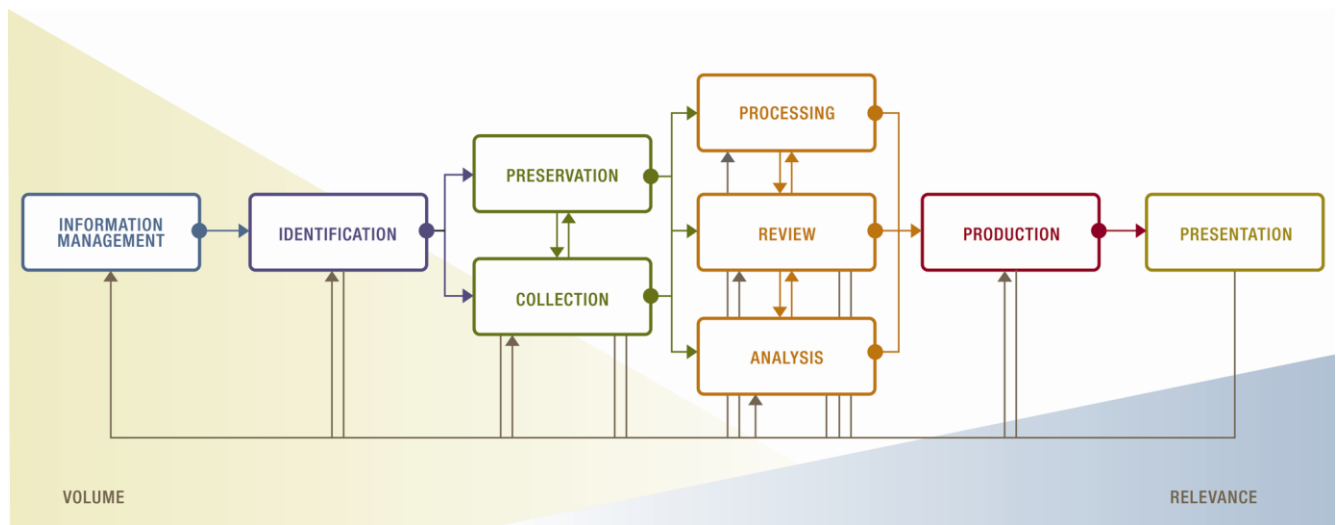 INFORMATION
MANAGEMENT
IDENTIFICATION
PRESERVATION
COLLECTION
PROCESSING
REVIEW
ANALYSIS
PRODUCTION
PRESENTATION
VOLUME
RELEVANCE